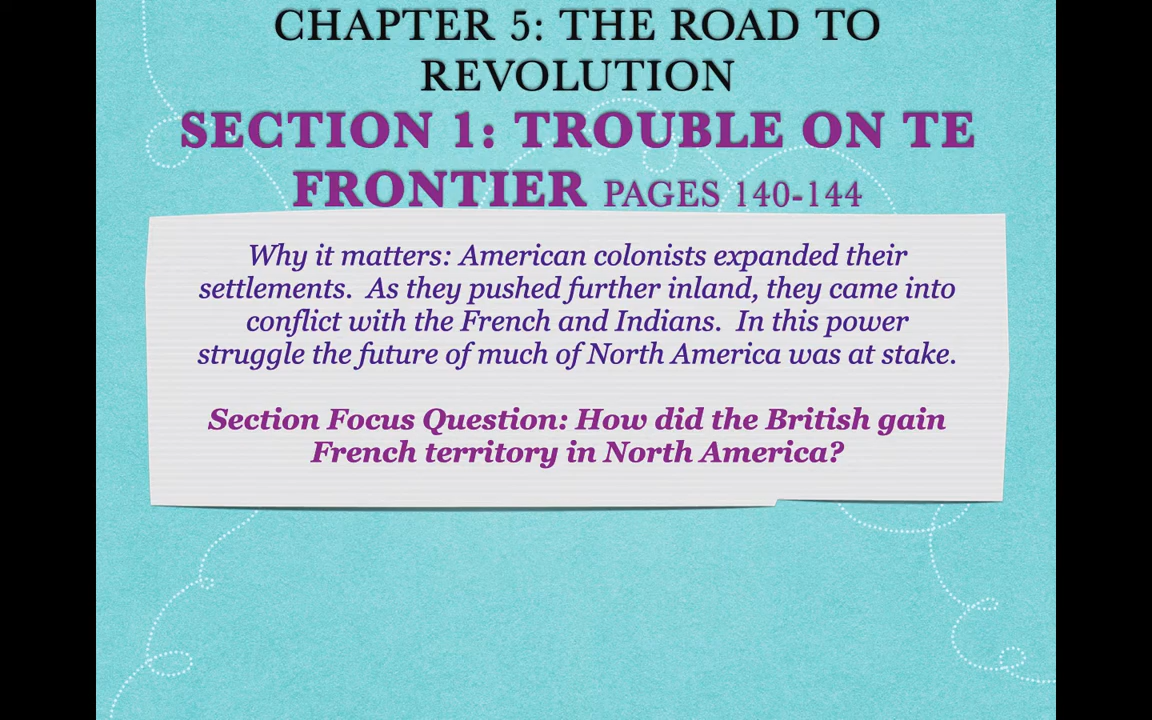 CHAPTER 5: THE ROAD TO
REVOLUTION
SECTION 1: TROUBLE ON TE
FRONTIER PAGES 140-144
Why it matters: American colonists expanded their
settlements. As they pushed further inland, they came into
conflict with the French and Indians. In this power
struggle the future of much of North America was at stake.
Section Focus Question: How did the British gain
French territory in North America?